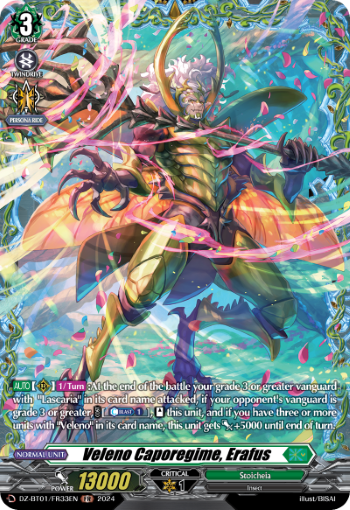 3
GRADE
TWINDRIVE
PERSONA RIDE
AUTO 1/Turn :At the end of the battle your grade 3 or greater vanguard
with "Lascaria" in its card name attacked, if your opponent's vanguard is
grade 3 or greater C BLAST 1, this unit, and if you have three or more
units with "Veleno" in its card name, this unit gets +5000 until end of turn.
NORMAL UNIT Veleno Caporegime, Erafus
POWER 13000 CRITICAL 1 Stoicheia
Insect
DZ-BT01/FR33EN FR 2024 illust/BISAI